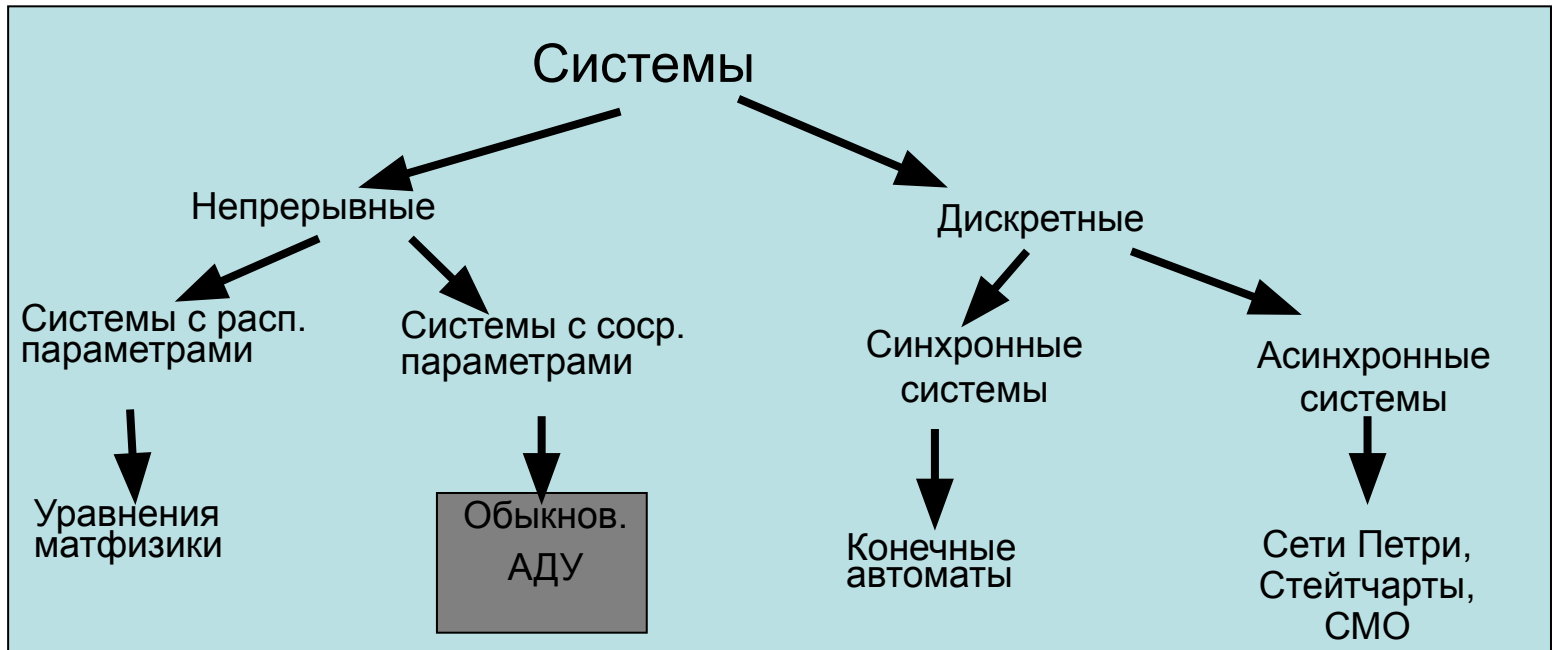 Системы
Непрерывные
Дискретные
Системы с расп.
параметрами
Системы с соср.
параметрами
Синхронные
системы
Асинхронные
системы
Уравнения
матфизики
Обыкнов.
АДУ
Конечные
автоматы
Сети Петри,
Стейтчарты,
СМО